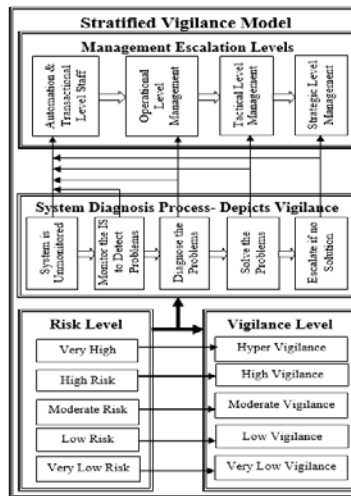 Stratified Vigilance Model
Management Escalation Levels
Automation &
Transactional
Level Staff
Operational
Level
Management
Tactical Level
Management
Strategic Level
Management
System Diagnosis Process- Depicts Vigilance
System is
Unmonitored
Monitor the IS
to Detect
Problems
Diagnose the
Problems
Solve the
Problems
Escalate if no
Solution
Risk Level
Very High
High Risk
Moderate Risk
Low Risk
Very Low Risk
Vigilance Level
Hyper Vigilance
High Vigilance
Moderate Vigilance
Low Vigilance
Very Low Vigilance